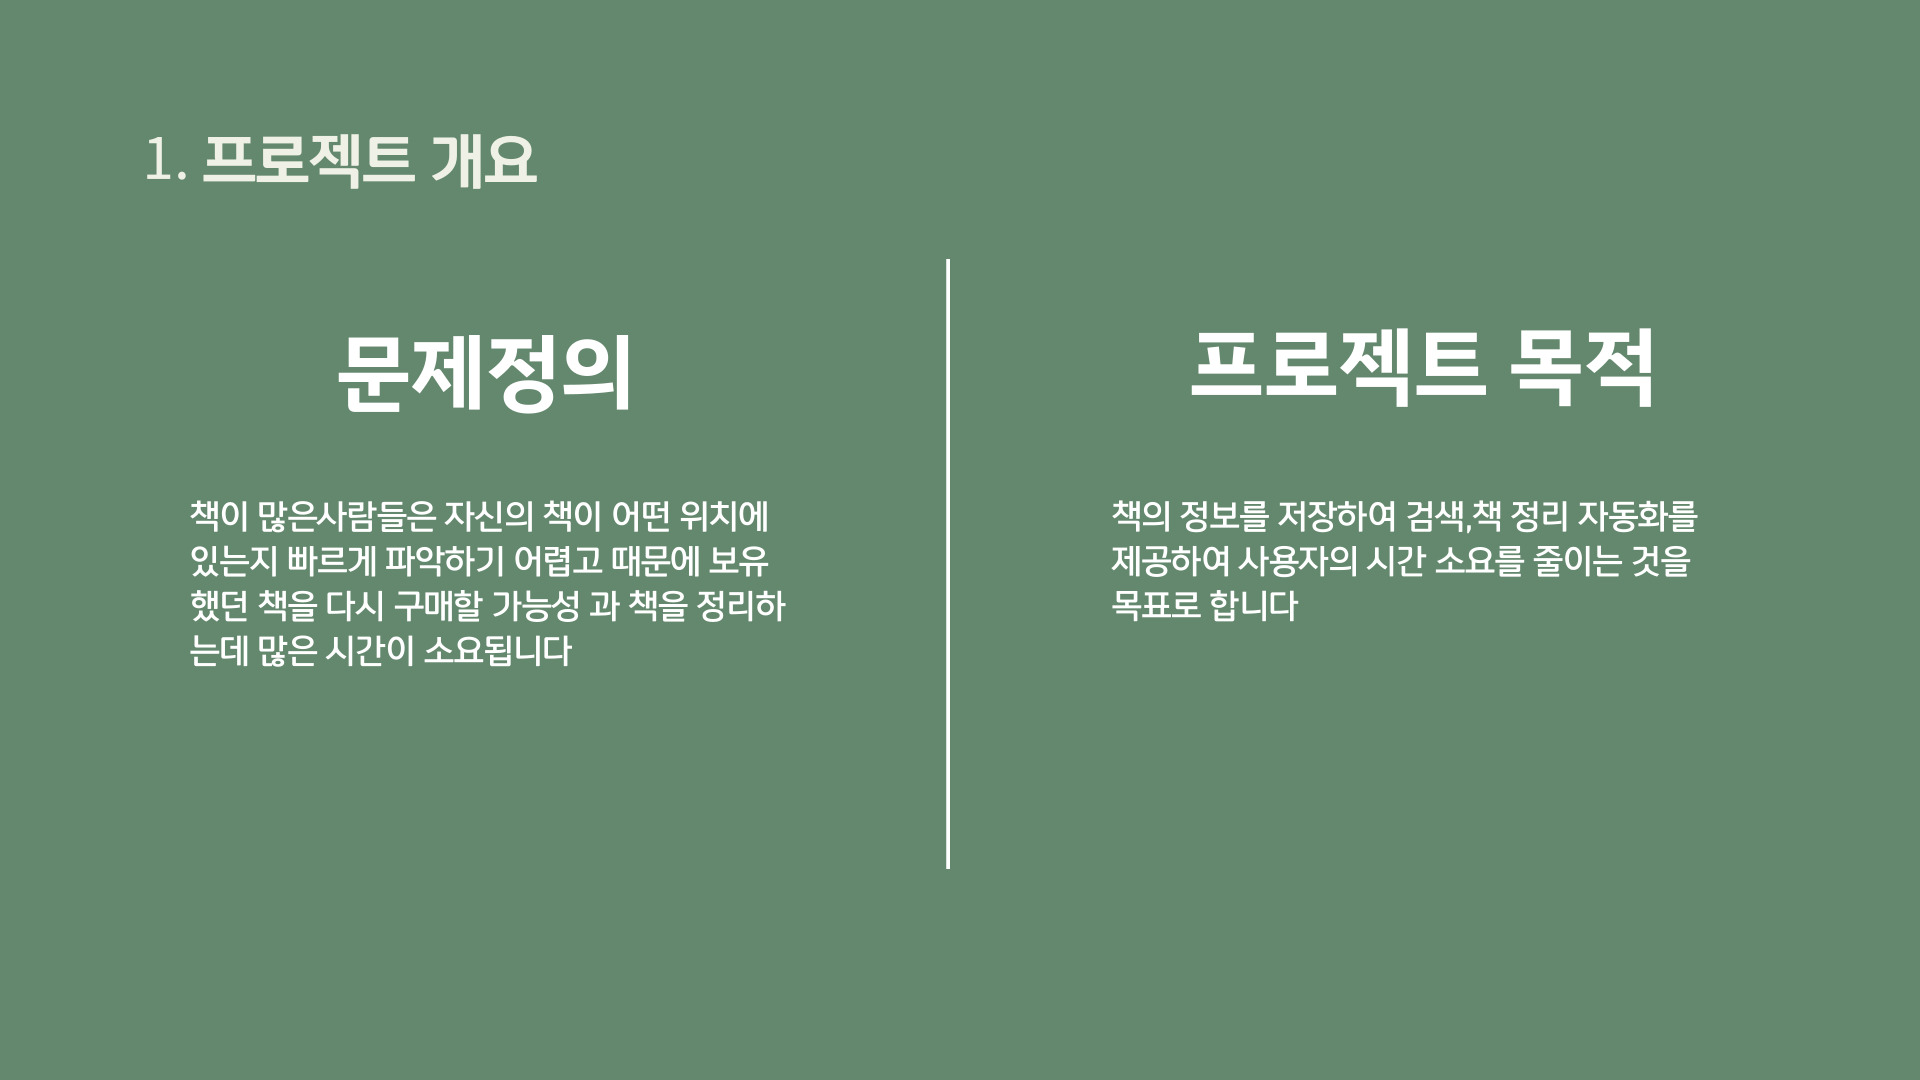 1. 프로젝트 개요
문제정의
책이 많은사람들은 자신의 책이 어떤 위치에
있는지 빠르게 파악하기 어렵고 때문에 보유
했던 책을 다시 구매할 가능성 과 책을 정리하
는데 많은 시간이 소요됩니다
프로젝트 목적
책의 정보를 저장하여 검색,책 정리 자동화를
제공하여 사용자의 시간 소요를 줄이는 것을
목표로 합니다